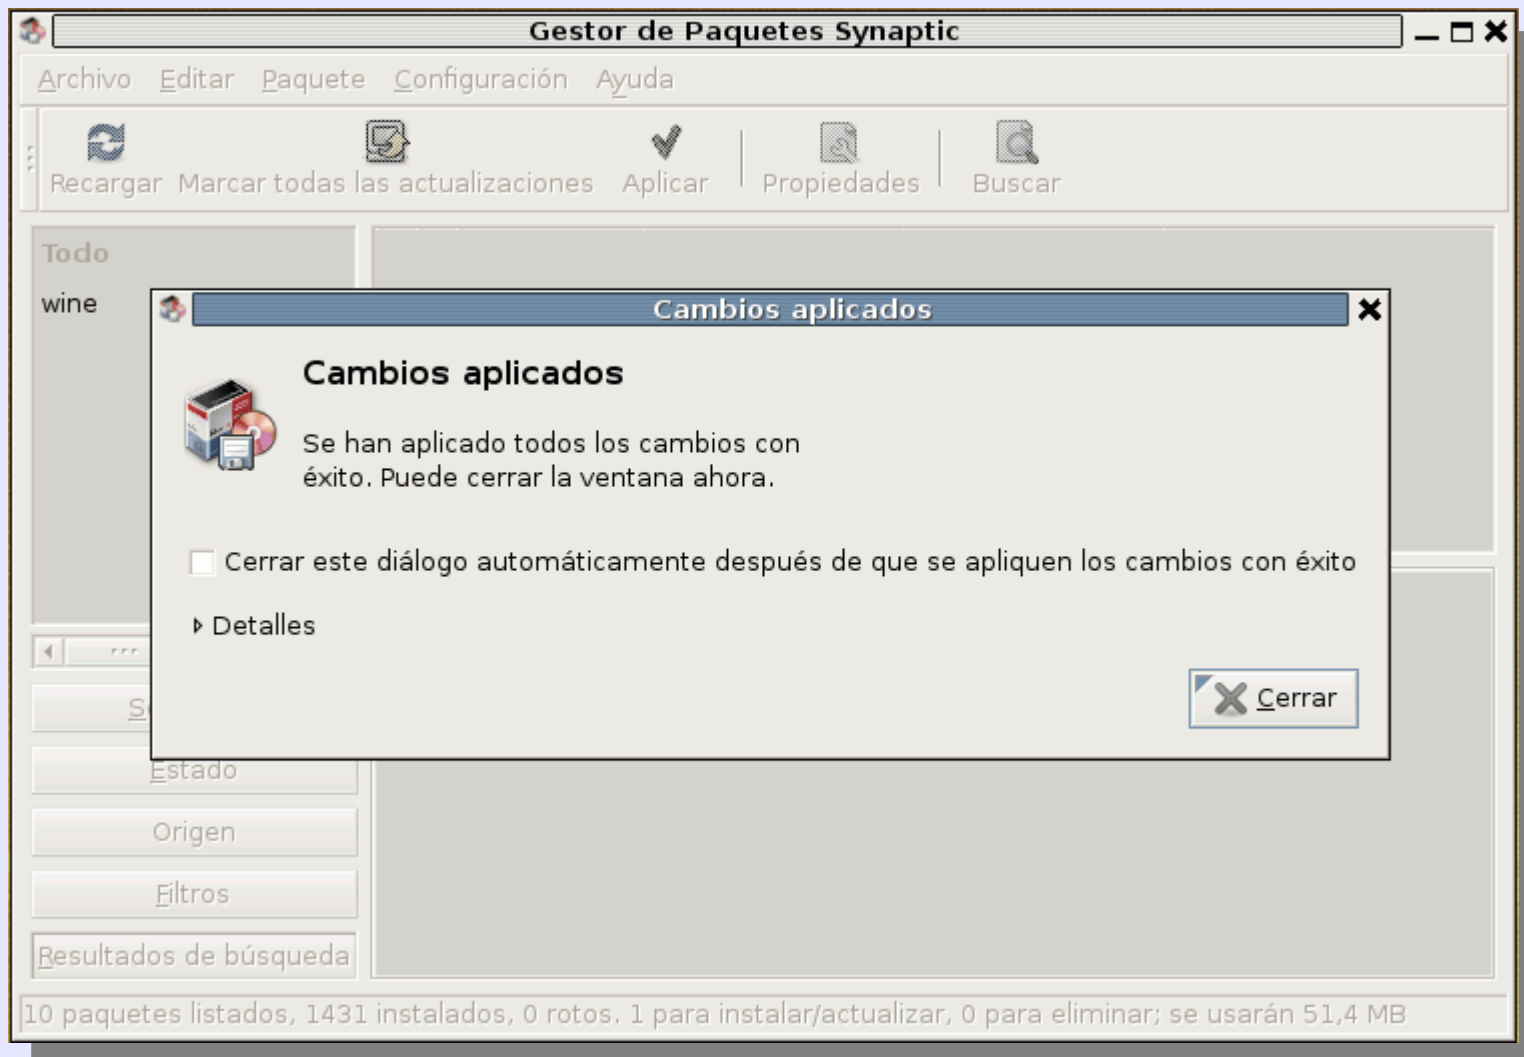 Gestor de Paquetes Synaptic
Archivo Editar Paquete Configuración Ayuda
Recargar Marcar todas las actualizaciones Aplicar Propiedades Buscar
Todo
wine
Cambios aplicados
Cambios aplicados
Se han aplicado todos los cambios con
éxito. Puede cerrar la ventana ahora.
Cerrar este diálogo automáticamente después de que se apliquen los cambios con éxito
Detalles
Cerrar
Estado
Origen
Filtros
Resultados de búsqueda
10 paquetes listados, 1431 instalados, 0 rotos. 1 para instalar/actualizar, 0 para eliminar; se usarán 51,4 MB